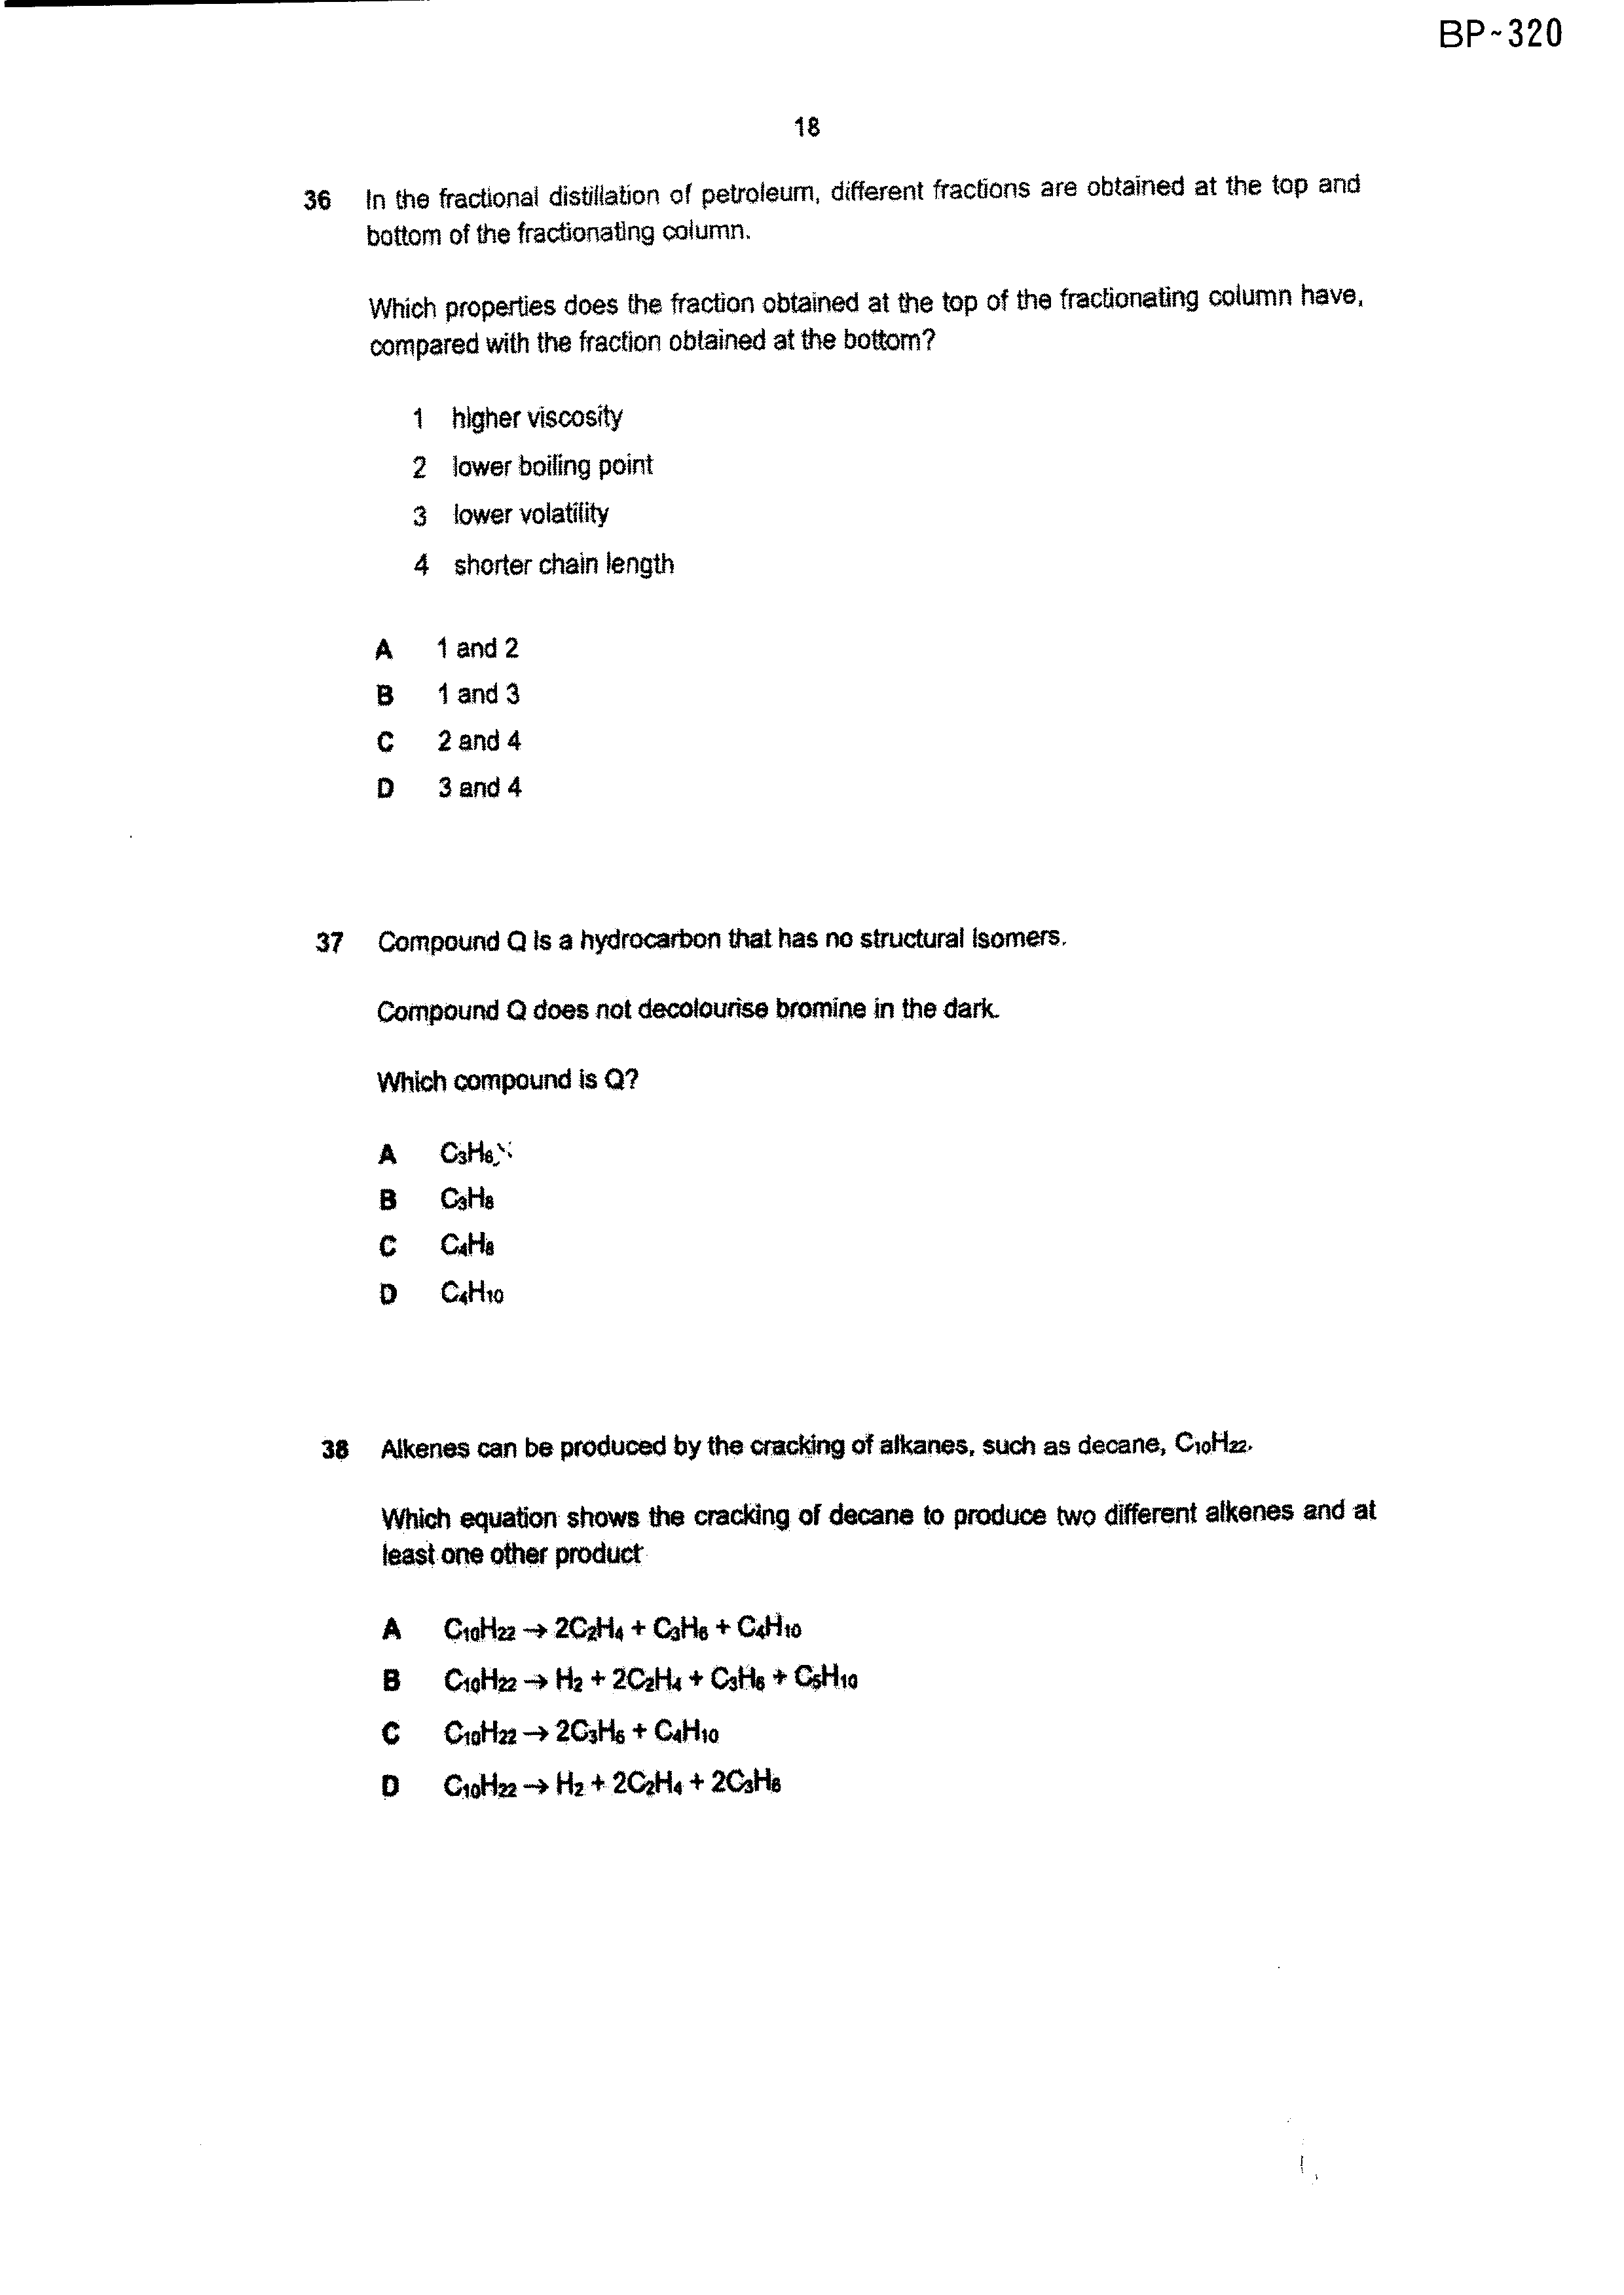 BP~320
18
36 In the fractional distillation of petroleum, different fractions are obtained at the top and
bottom of the fractionating column.
Which properties does the fraction obtained at the top of the fractionating column have,
compared with the fraction obtained at the bottom?
1 higher viscosity
2 lower boiling point
3 lower volatility
4 shorter chain length
A 1 and 2
B 1 and 3
C 2 and 4
D 3 and 4
37 Compound Q is a hydrocarbon that has no structural isomers.
Compound Q does not decolourise bromine in the dark.
Which compound is Q?
A C₃H₆
B C₃H₈
C C₄H₈
D C₄H₁₀
38 Alkenes can be produced by the cracking of alkanes, such as decane, C₁₀H₂₂.
Which equation shows the cracking of decane to produce two different alkenes and at
least one other product
A C₁₀H₂₂ → 2C₂H₄ + C₃H₆ + C₄H₁₀
B C₁₀H₂₂ → H₂ + 2C₂H₄ + C₃H₆ + C₅H₁₀
C C₁₀H₂₂ → 2C₃H₆ + C₄H₁₀
D C₁₀H₂₂ → H₂ + 2C₂H₄ + 2C₃H₆